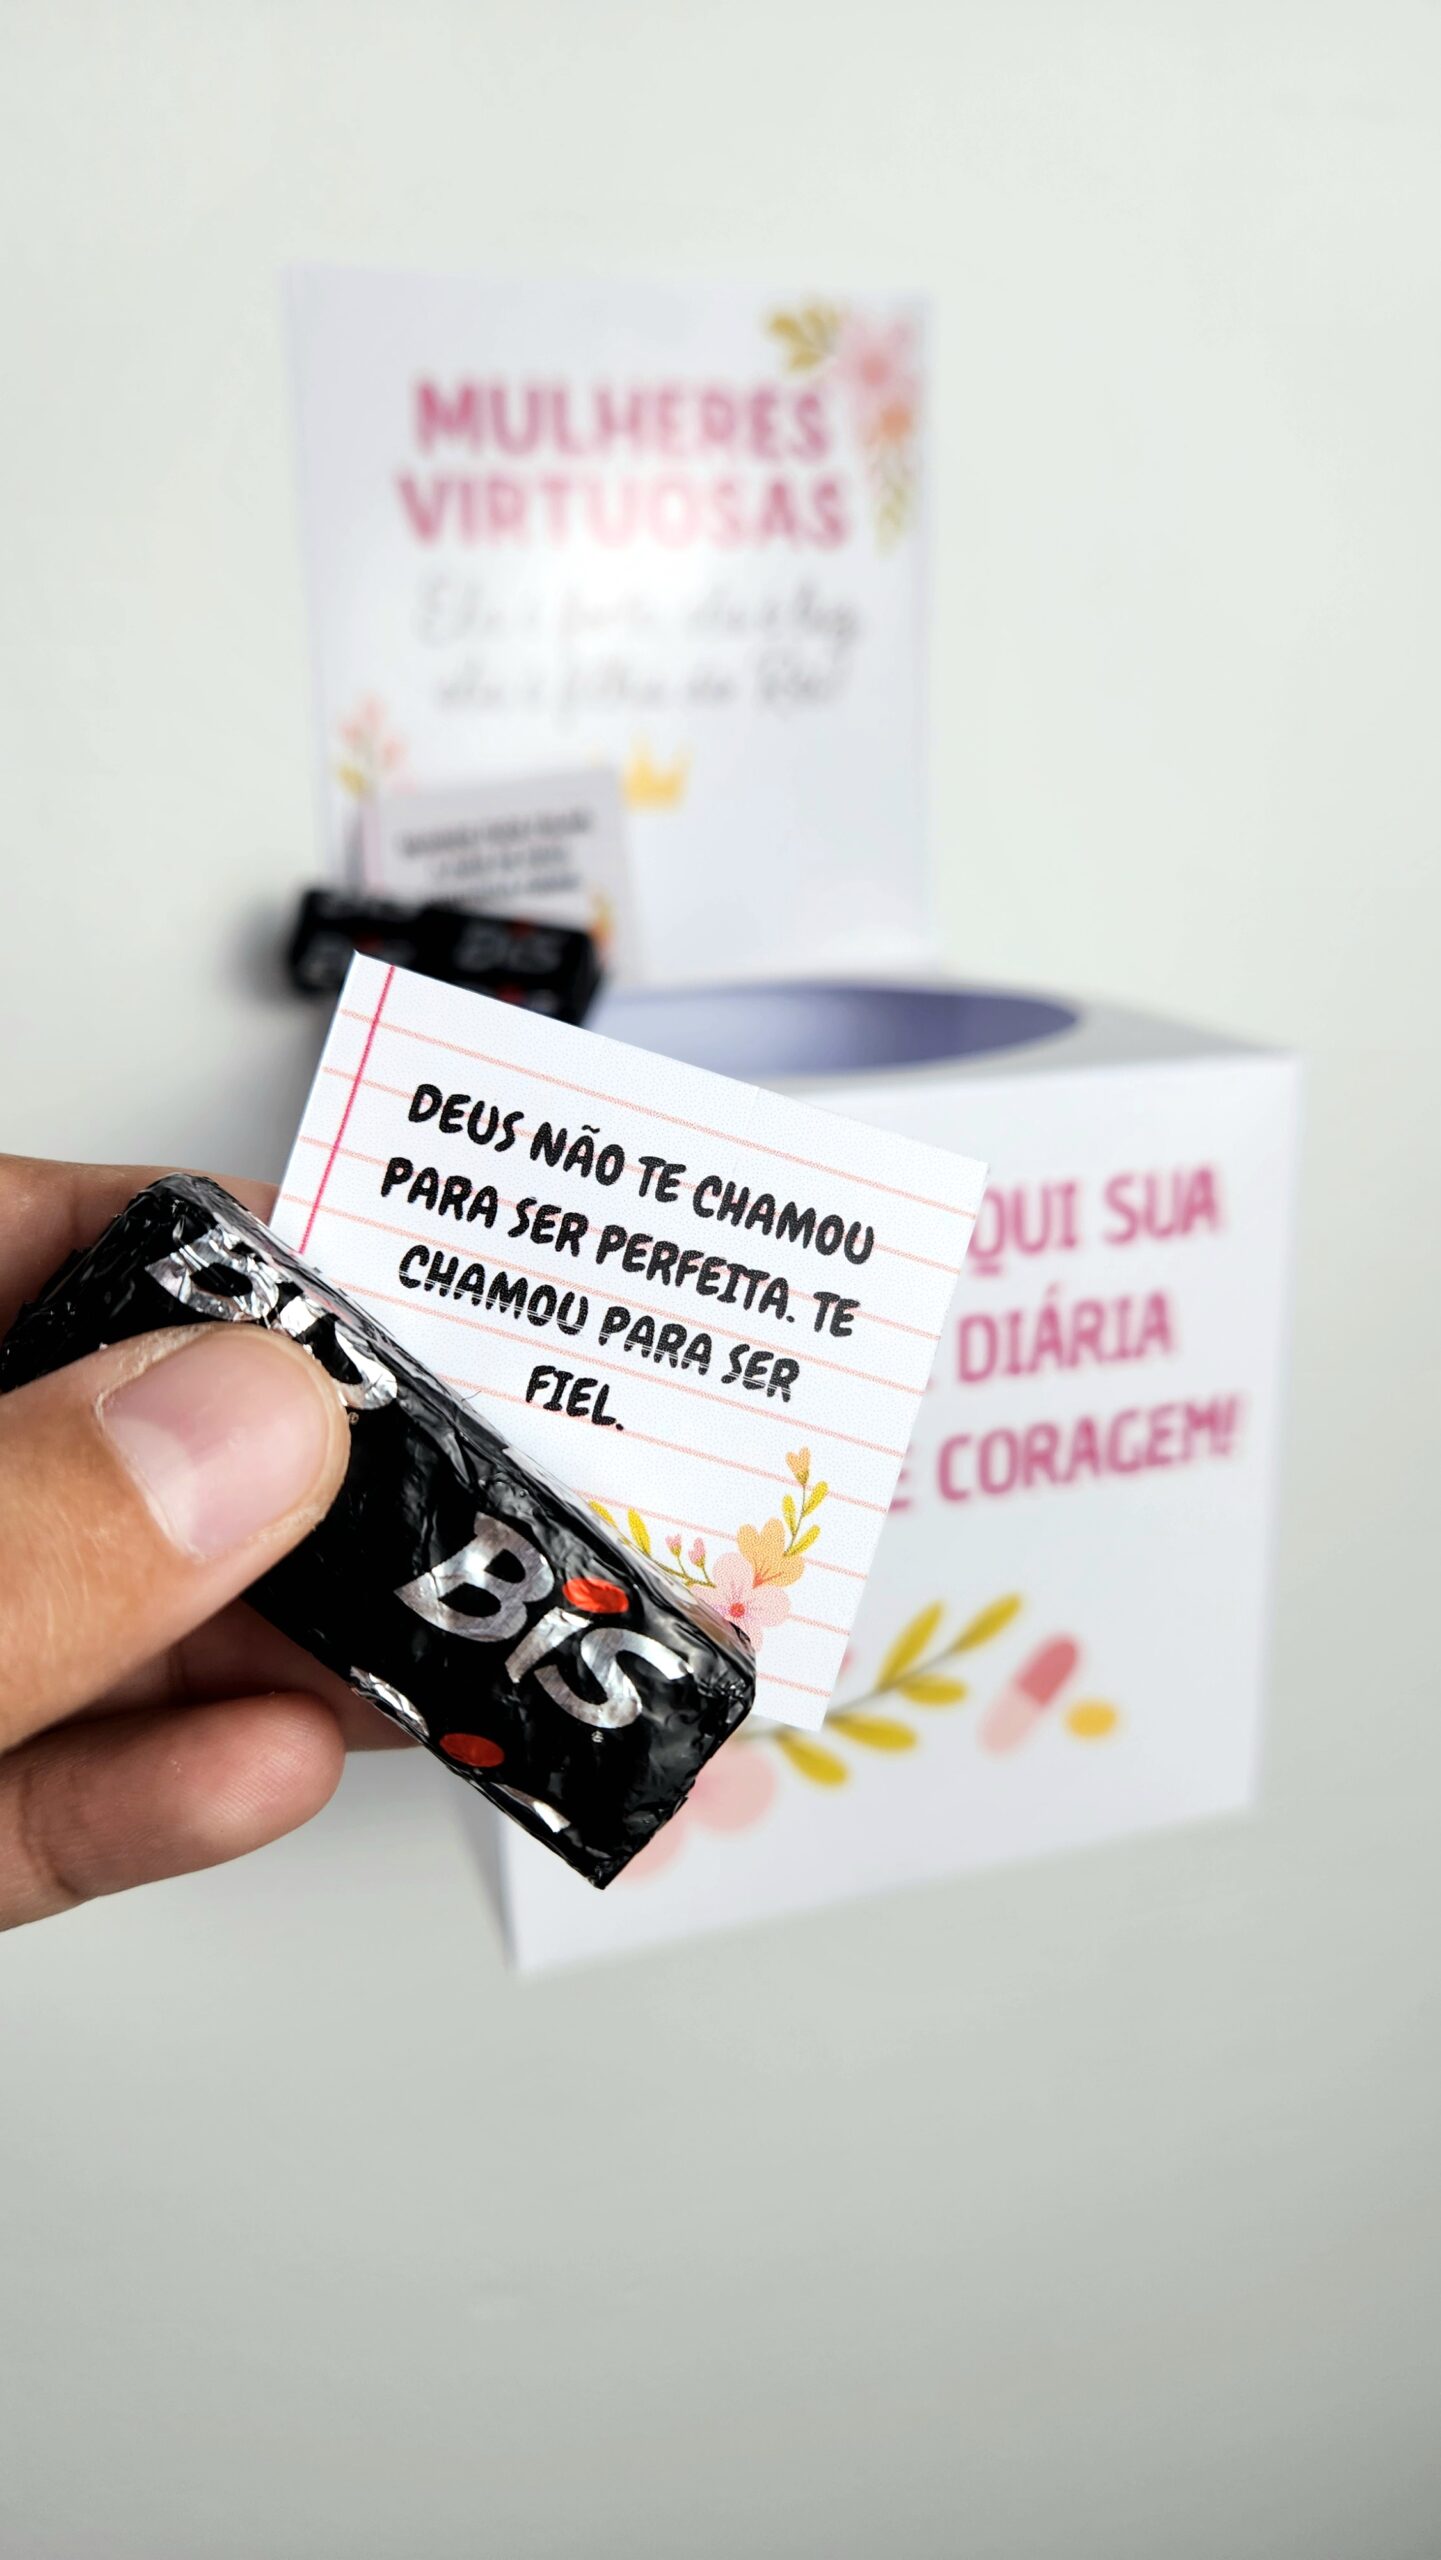 MULHERES
VIRTUOSAS
DEUS NÃO TE CHAMOU
PARA SER PERFEITA. TE
CHAMOU PARA SER
FIEL.
QUI SUA
DIÁRIA
E CORAGEM!
BIS
BIS